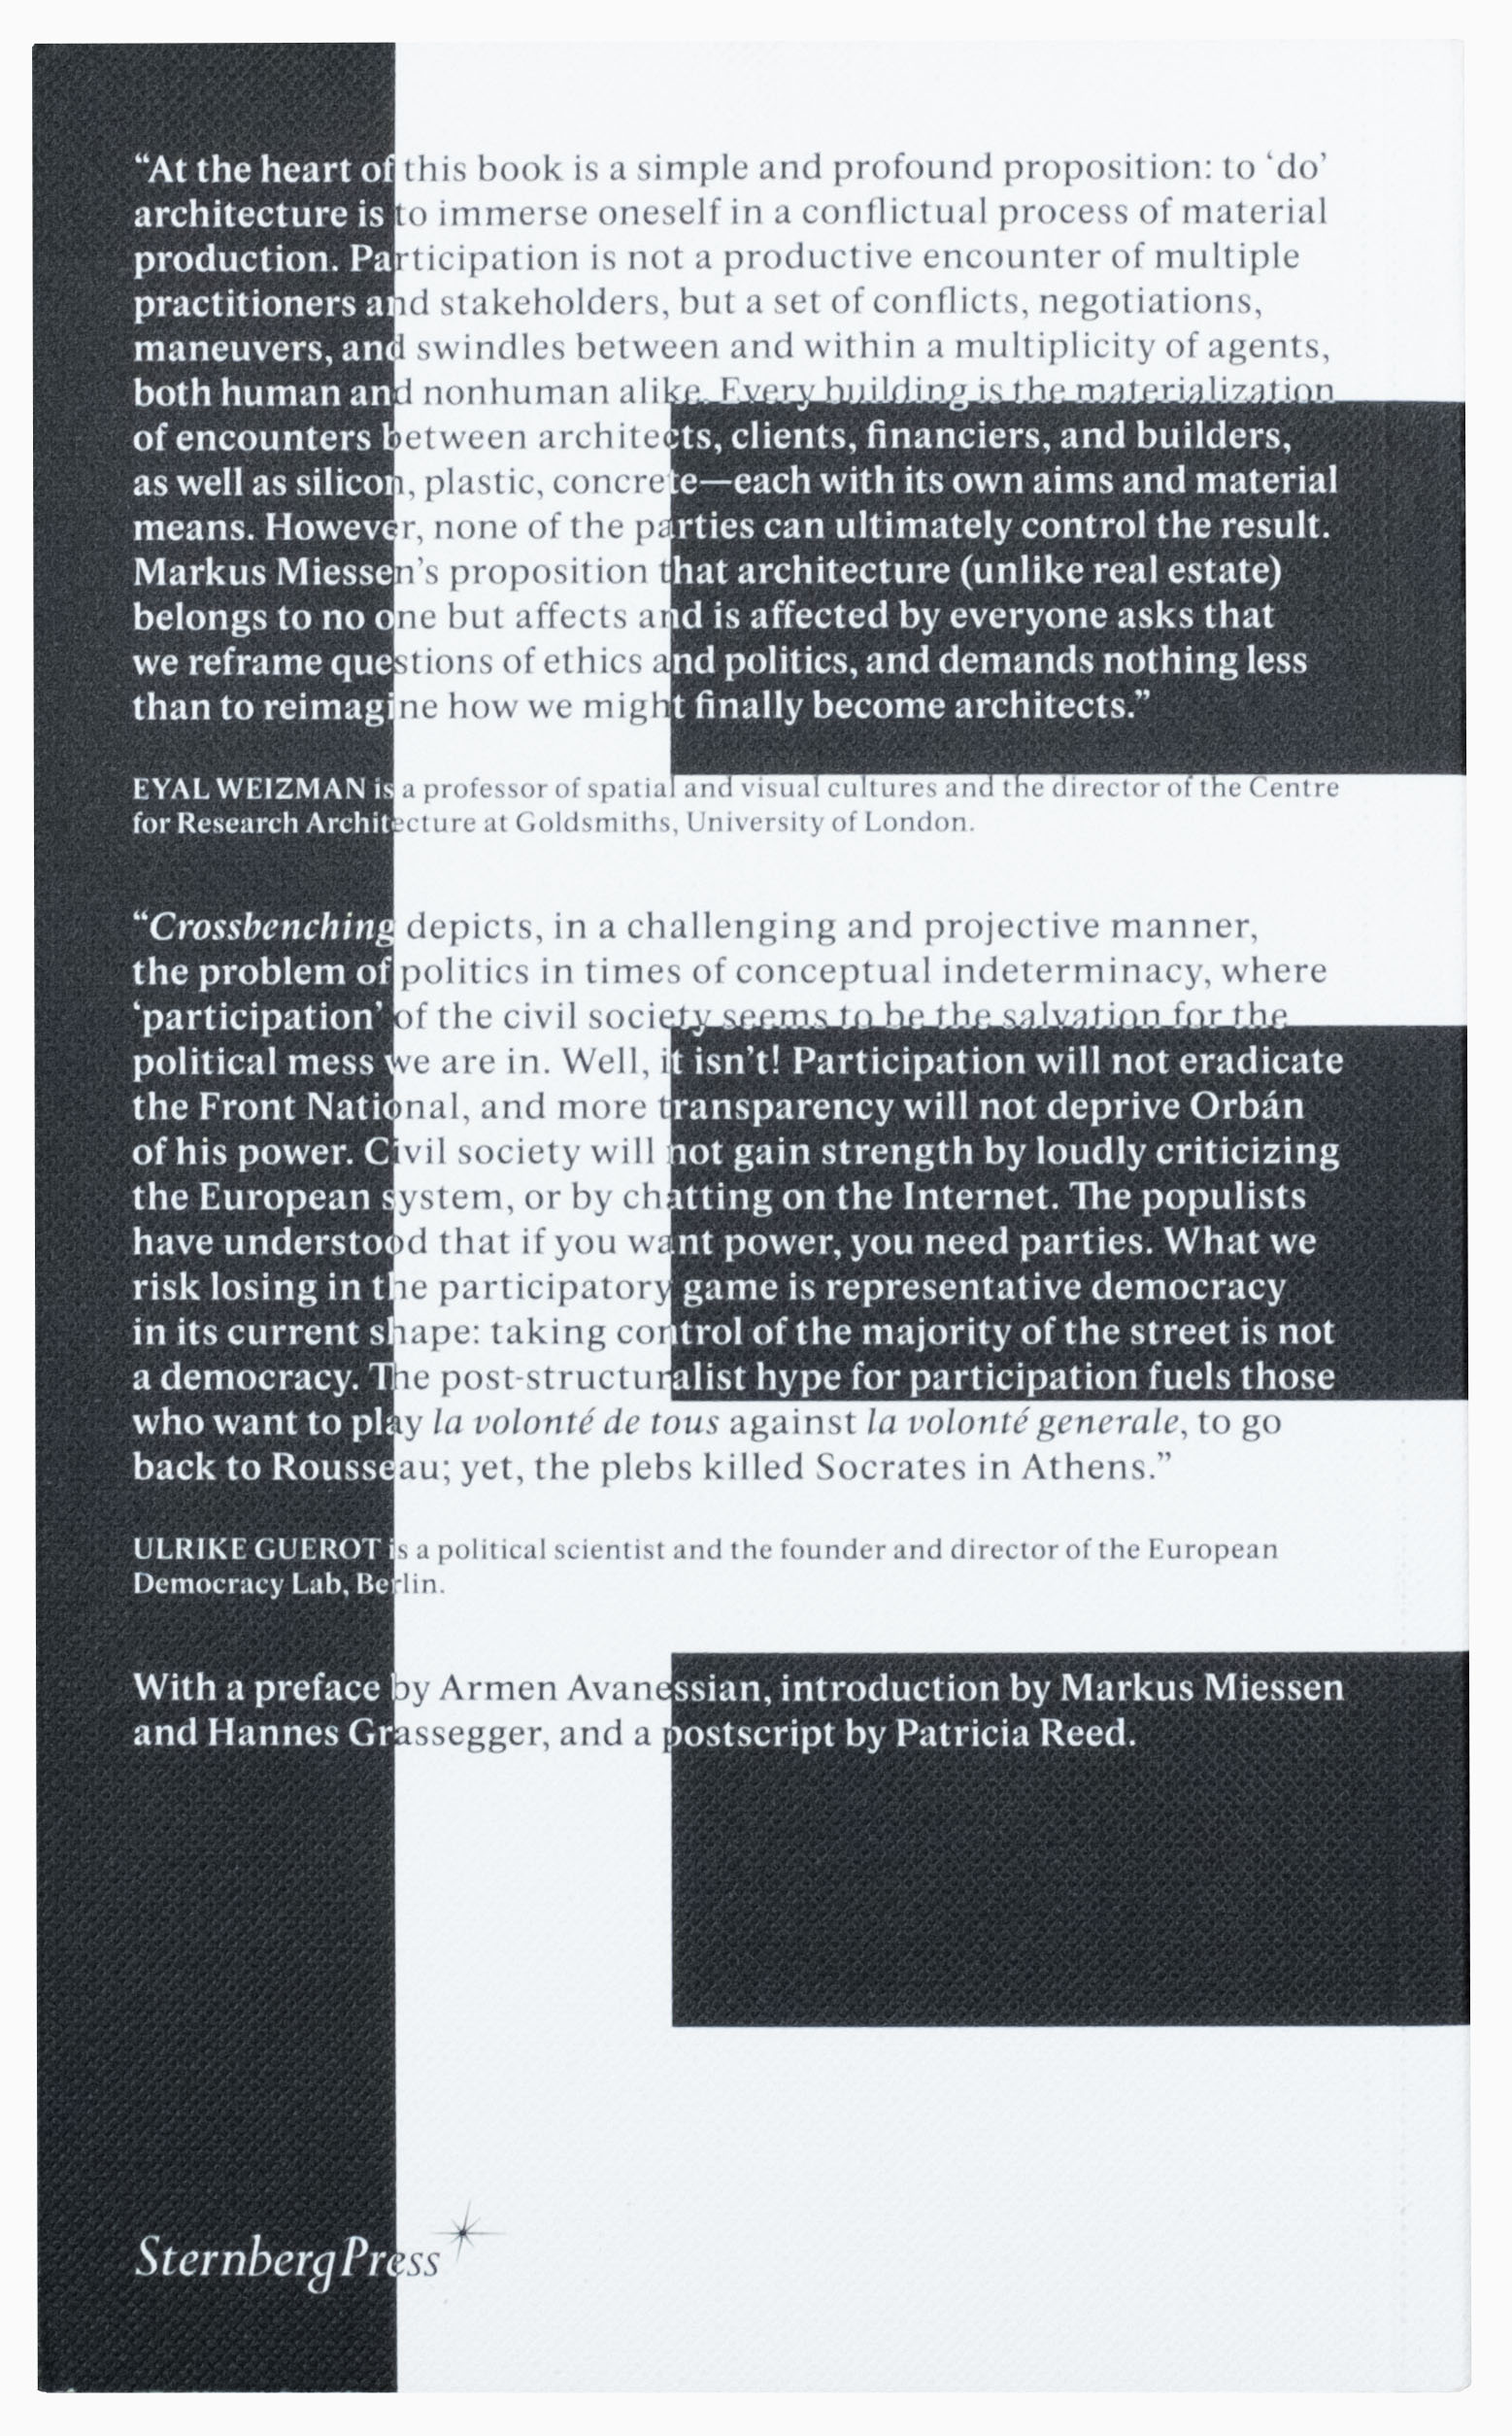 “At the heart of this book is a simple and profound proposition: to ‘do’
architecture is to immerse oneself in a conflictual process of material
production. Participation is not a productive encounter of multiple
practitioners and stakeholders, but a set of conflicts, negotiations,
maneuvers, and swindles between and within a multiplicity of agents,
both human and nonhuman alike. Every building is the materialization
of encounters between architects, clients, financiers, and builders,
as well as silicon, plastic, concrete—each with its own aims and material
means. However, none of the parties can ultimately control the result.
Markus Miessen’s proposition that architecture (unlike real estate)
belongs to no one but affects and is affected by everyone asks that
we reframe questions of ethics and politics, and demands nothing less
than to reimagine how we might finally become architects.”
EYAL WEIZMAN is a professor of spatial and visual cultures and the director of the Centre
for Research Architecture at Goldsmiths, University of London.
“Crossbenching depicts, in a challenging and projective manner,
the problem of politics in times of conceptual indeterminacy, where
‘participation’ of the civil society seems to be the salvation for the
political mess we are in. Well, it isn’t! Participation will not eradicate
the Front National, and more transparency will not deprive Orbán
of his power. Civil society will not gain strength by loudly criticizing
the European system, or by chatting on the Internet. The populists
have understood that if you want power, you need parties. What we
risk losing in the participatory game is representative democracy
in its current shape: taking control of the majority of the street is not
a democracy. The post-structuralist hype for participation fuels those
who want to play la volonté de tous against la volonté generale, to go
back to Rousseau; yet, the plebs killed Socrates in Athens.”
ULRIKE GUEROT is a political scientist and the founder and director of the European
Democracy Lab, Berlin.
With a preface by Armen Avanessian, introduction by Markus Miessen
and Hannes Grassegger, and a postscript by Patricia Reed.
Sternberg Press